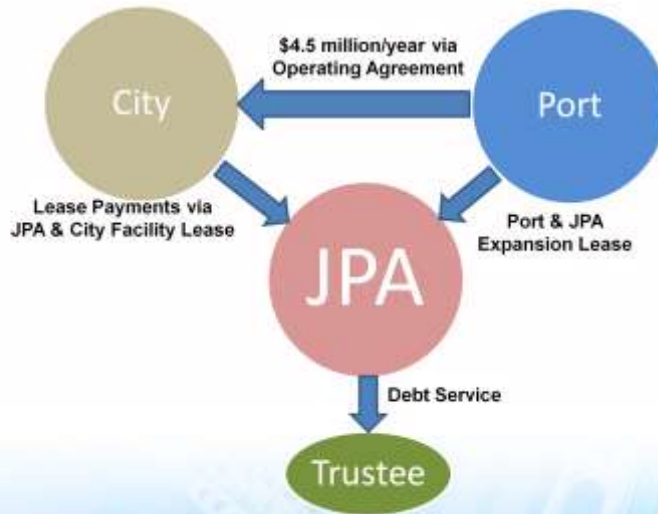 $4.5 million/year via
Operating Agreement
City
Port
Lease Payments via
JPA & City Facility Lease
Port & JPA
Expansion Lease
JPA
Debt Service
Trustee